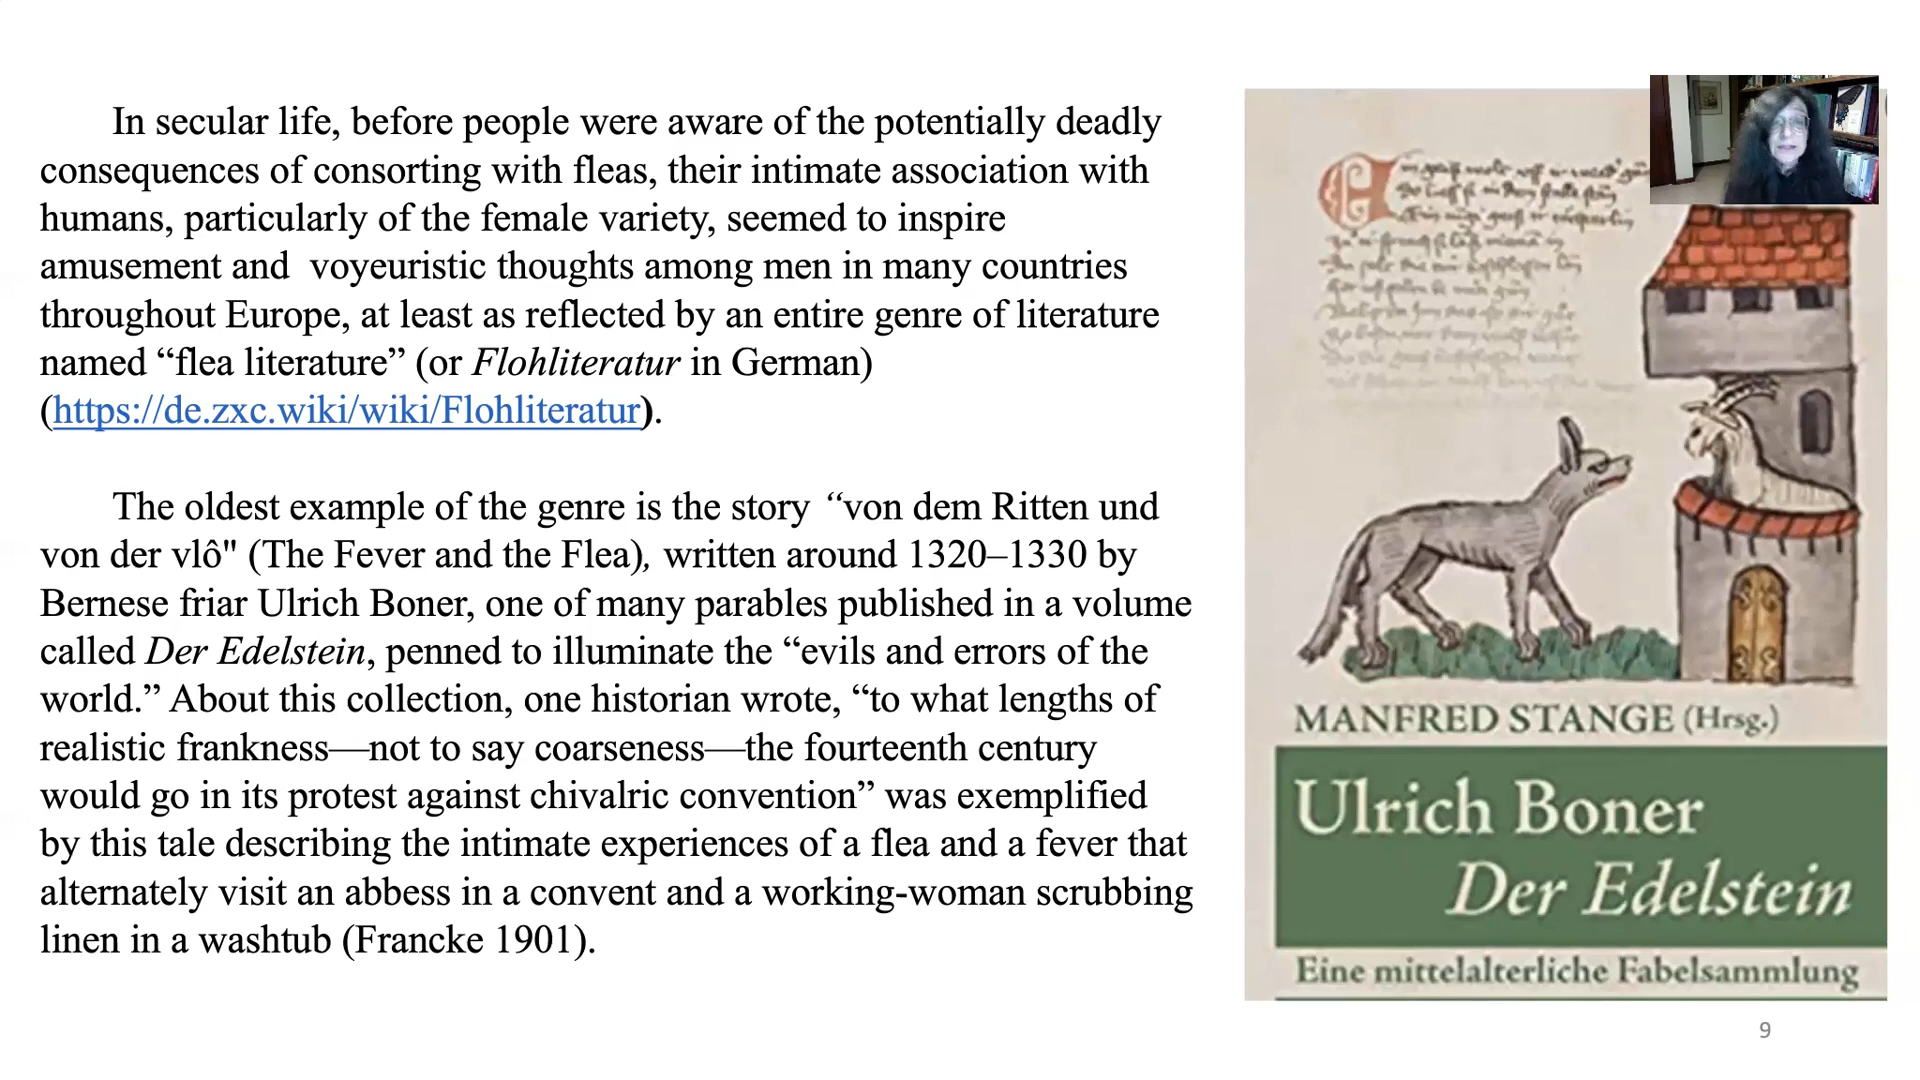 In secular life, before people were aware of the potentially deadly
consequences of consorting with fleas, their intimate association with
humans, particularly of the female variety, seemed to inspire
amusement and  voyeuristic thoughts among men in many countries
throughout Europe, at least as reflected by an entire genre of literature
named “flea literature” (or Flohliteratur in German)
(https://de.zxc.wiki/wiki/Flohliteratur).
The oldest example of the genre is the story “von dem Ritten und
von der vlô" (The Fever and the Flea), written around 1320–1330 by
Bernese friar Ulrich Boner, one of many parables published in a volume
called Der Edelstein, penned to illuminate the “evils and errors of the
world.” About this collection, one historian wrote, “to what lengths of
realistic frankness—not to say coarseness—the fourteenth century
would go in its protest against chivalric convention” was exemplified
by this tale describing the intimate experiences of a flea and a fever that
alternately visit an abbess in a convent and a working-woman scrubbing
linen in a washtub (Francke 1901).
MANFRED STANGE (Hrsg.)
Ulrich Boner
Der Edelstein
Eine mittelalterliche Fabelsammlung
9